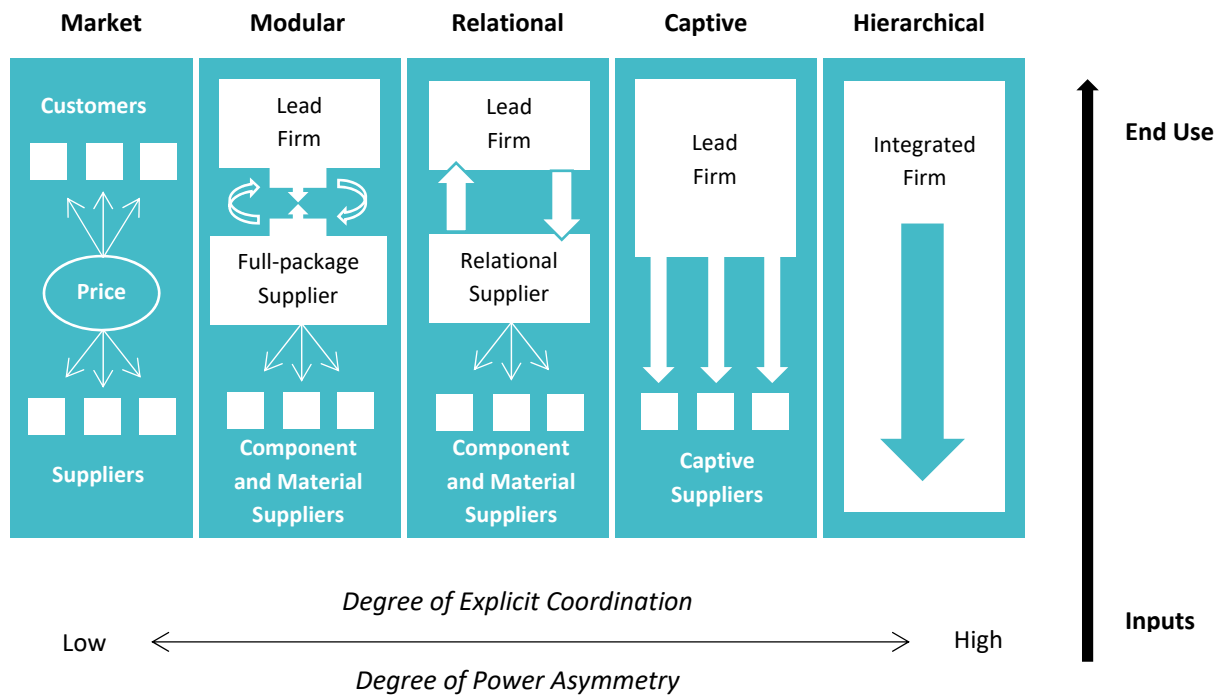 Market
Modular
Relational
Captive
Hierarchical
Customers
Price
Suppliers
Lead
Firm
Full-package
Supplier
Component
and Material
Suppliers
Lead
Firm
Relational
Supplier
Component
and Material
Suppliers
Lead
Firm
Captive
Suppliers
Integrated
Firm
End Use
Inputs
Degree of Explicit Coordination
Low
High
Degree of Power Asymmetry